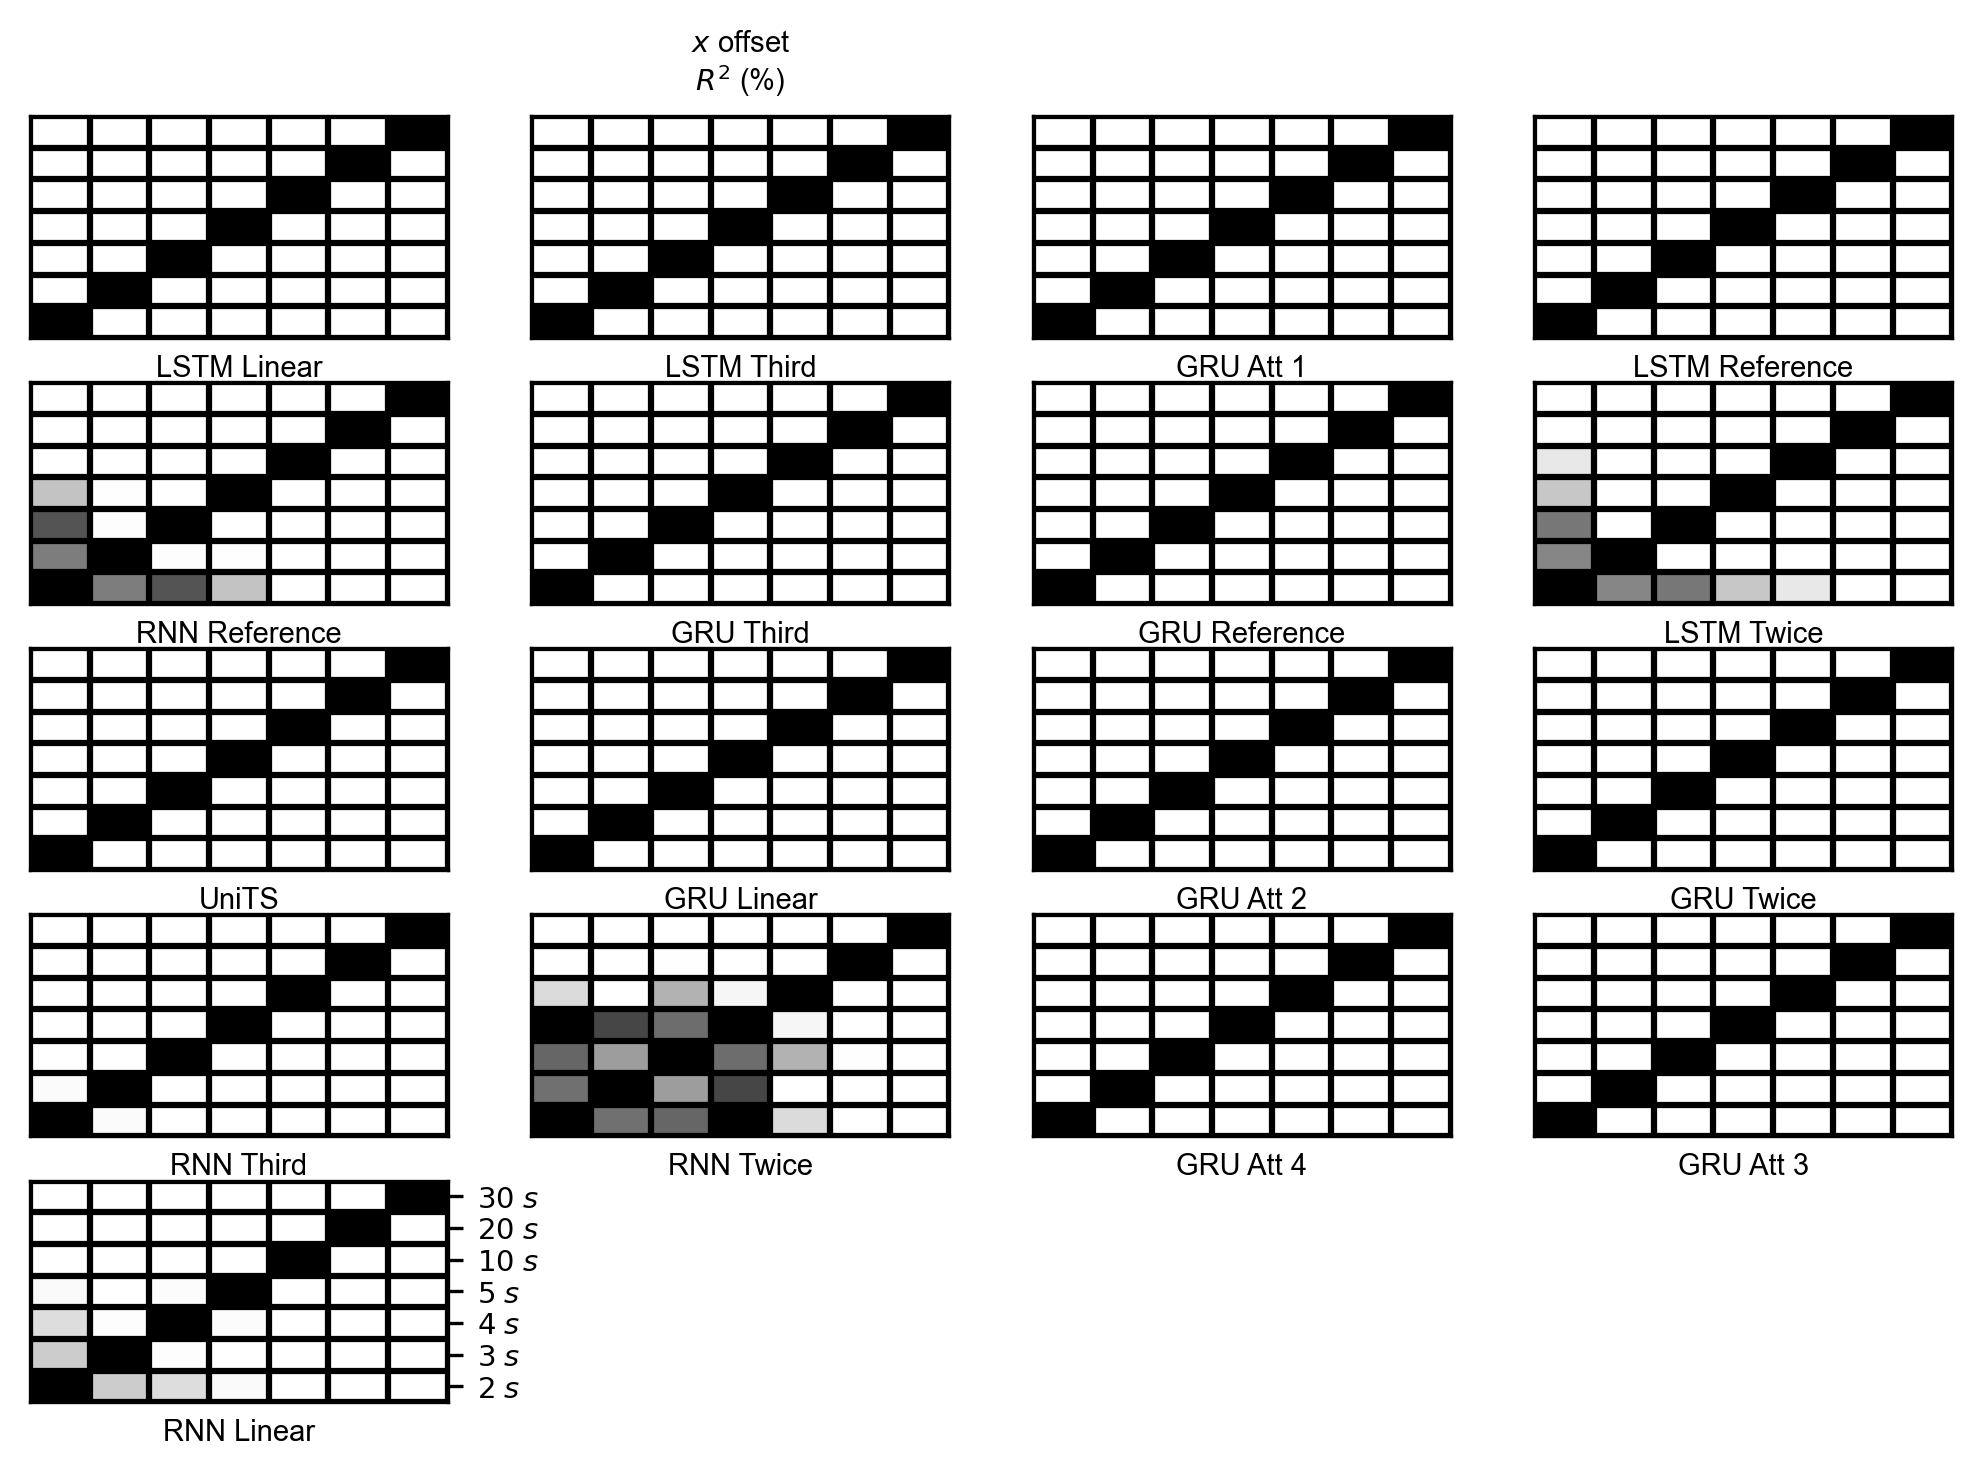 x offset
R² (%)
LSTM Linear
LSTM Third
GRU Att 1
LSTM Reference
RNN Reference
GRU Third
GRU Reference
LSTM Twice
UniTS
GRU Linear
GRU Att 2
GRU Twice
RNN Third
RNN Twice
GRU Att 4
GRU Att 3
30 s
20 s
10 s
5 s
4 s
3 s
2 s
RNN Linear